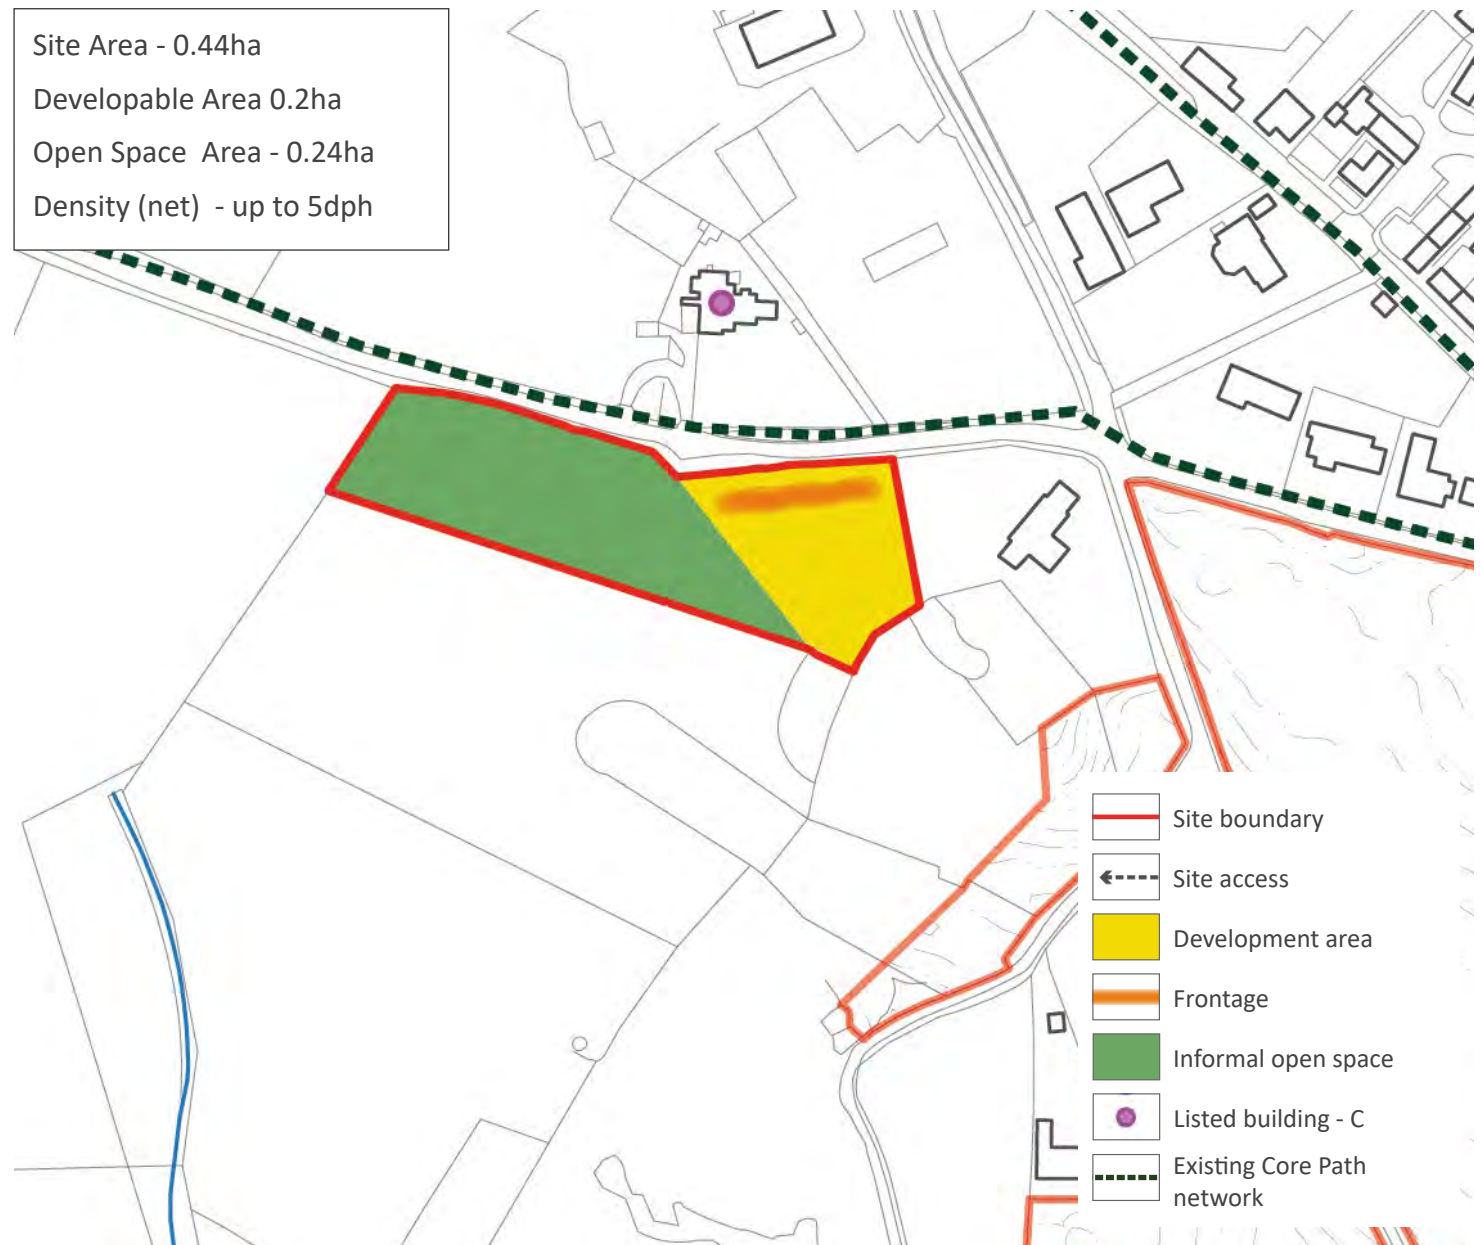 Site Area - 0.44ha
Developable Area 0.2ha
Open Space  Area - 0.24ha
Density (net)  - up to 5dph
Site boundary
Site access
Development area
Frontage
Informal open space
Listed building - C
Existing Core Path
network